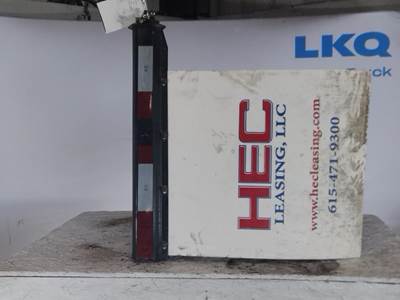 LKQ
HEC
LEASING, LLC
www.hecleasing.com
615-471-9300